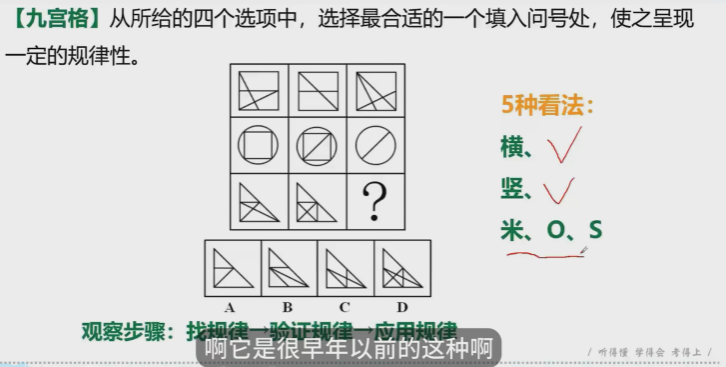 【九宫格】从所给的四个选项中，选择最合适的一个填入问号处，使之呈现
一定的规律性。
?
A B C D
5种看法：
横、
竖、
米、O、S
观察步骤：找规律→验证规律→应用规律
啊它是很早年以前的这种啊
/ 听得懂 学得会 考得上 /